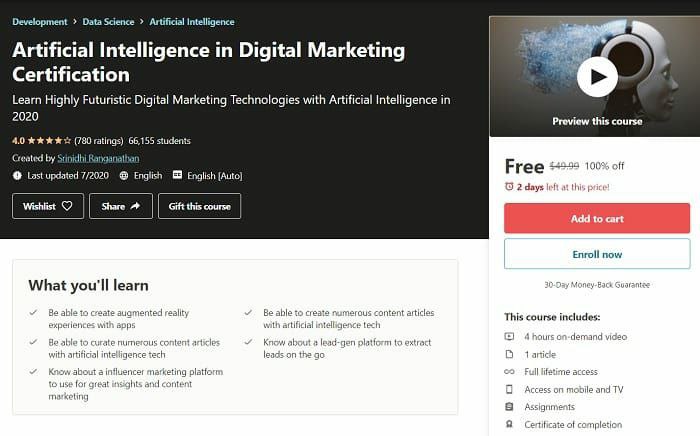 Development > Data Science > Artificial Intelligence
Artificial Intelligence in Digital Marketing
Certification
Learn Highly Futuristic Digital Marketing Technologies with Artificial Intelligence in
2020
4.0 ★★★★☆ (780 ratings) 66,155 students
Created by Srinidhi Ranganathan
Last updated 7/2020 English English [Auto]
Wishlist Share Gift this course
Preview this course
Free $49.99 100% off
2 days left at this price!
Add to cart
Enroll now
30-Day Money-Back Guarantee
This course includes:
4 hours on-demand video
1 article
Full lifetime access
Access on mobile and TV
Assignments
Certificate of completion
What you'll learn
Be able to create augmented reality
experiences with apps
Be able to curate numerous content articles
with artificial intelligence tech
Know about a influencer marketing platform
to use for great insights and content
marketing
Be able to create numerous content articles
with artificial intelligence tech
Know about a lead-gen platform to extract
leads on the go